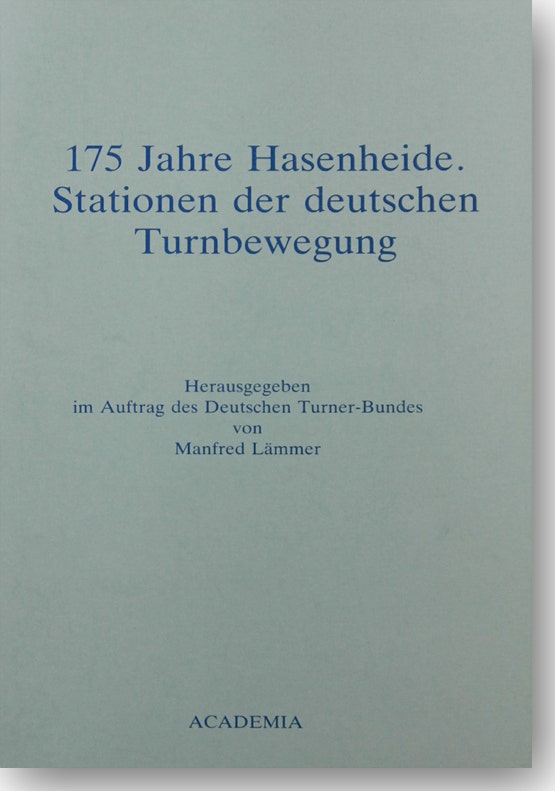 175 Jahre Hasenheide.
Stationen der deutschen
Turnbewegung
Herausgegeben
im Auftrag des Deutschen Turner-Bundes
von
Manfred Lämmer
ACADEMIA